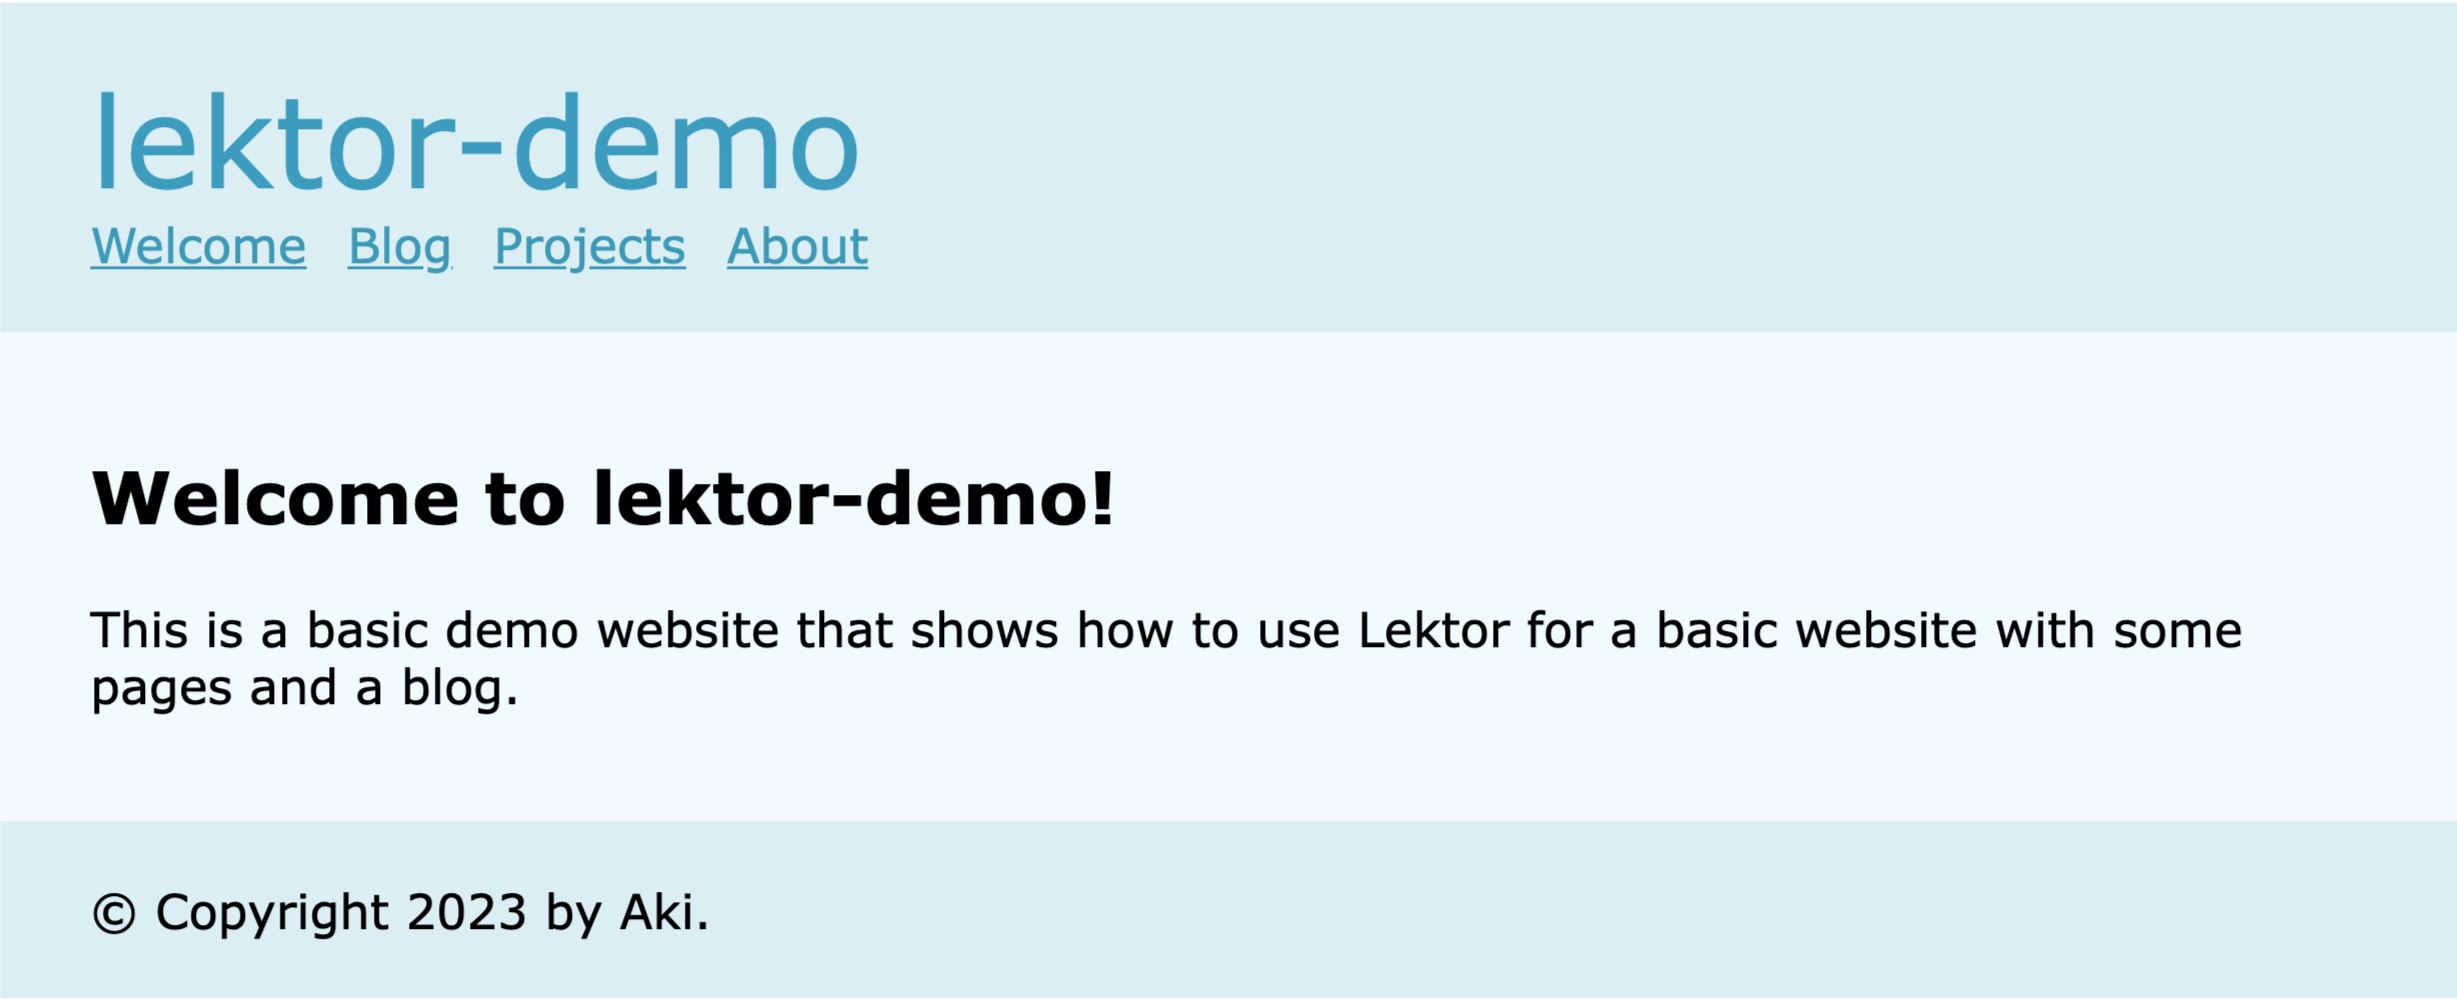 lektor-demo
Welcome Blog Projects About
Welcome to lektor-demo!
This is a basic demo website that shows how to use Lektor for a basic website with some
pages and a blog.
© Copyright 2023 by Aki.